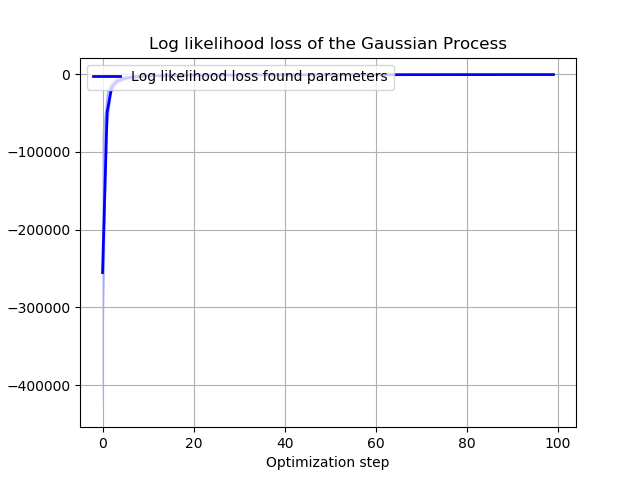 Log likelihood loss of the Gaussian Process
Log likelihood loss found parameters
0
−100000
−200000
−300000
−400000
0 20 40 60 80 100
Optimization step